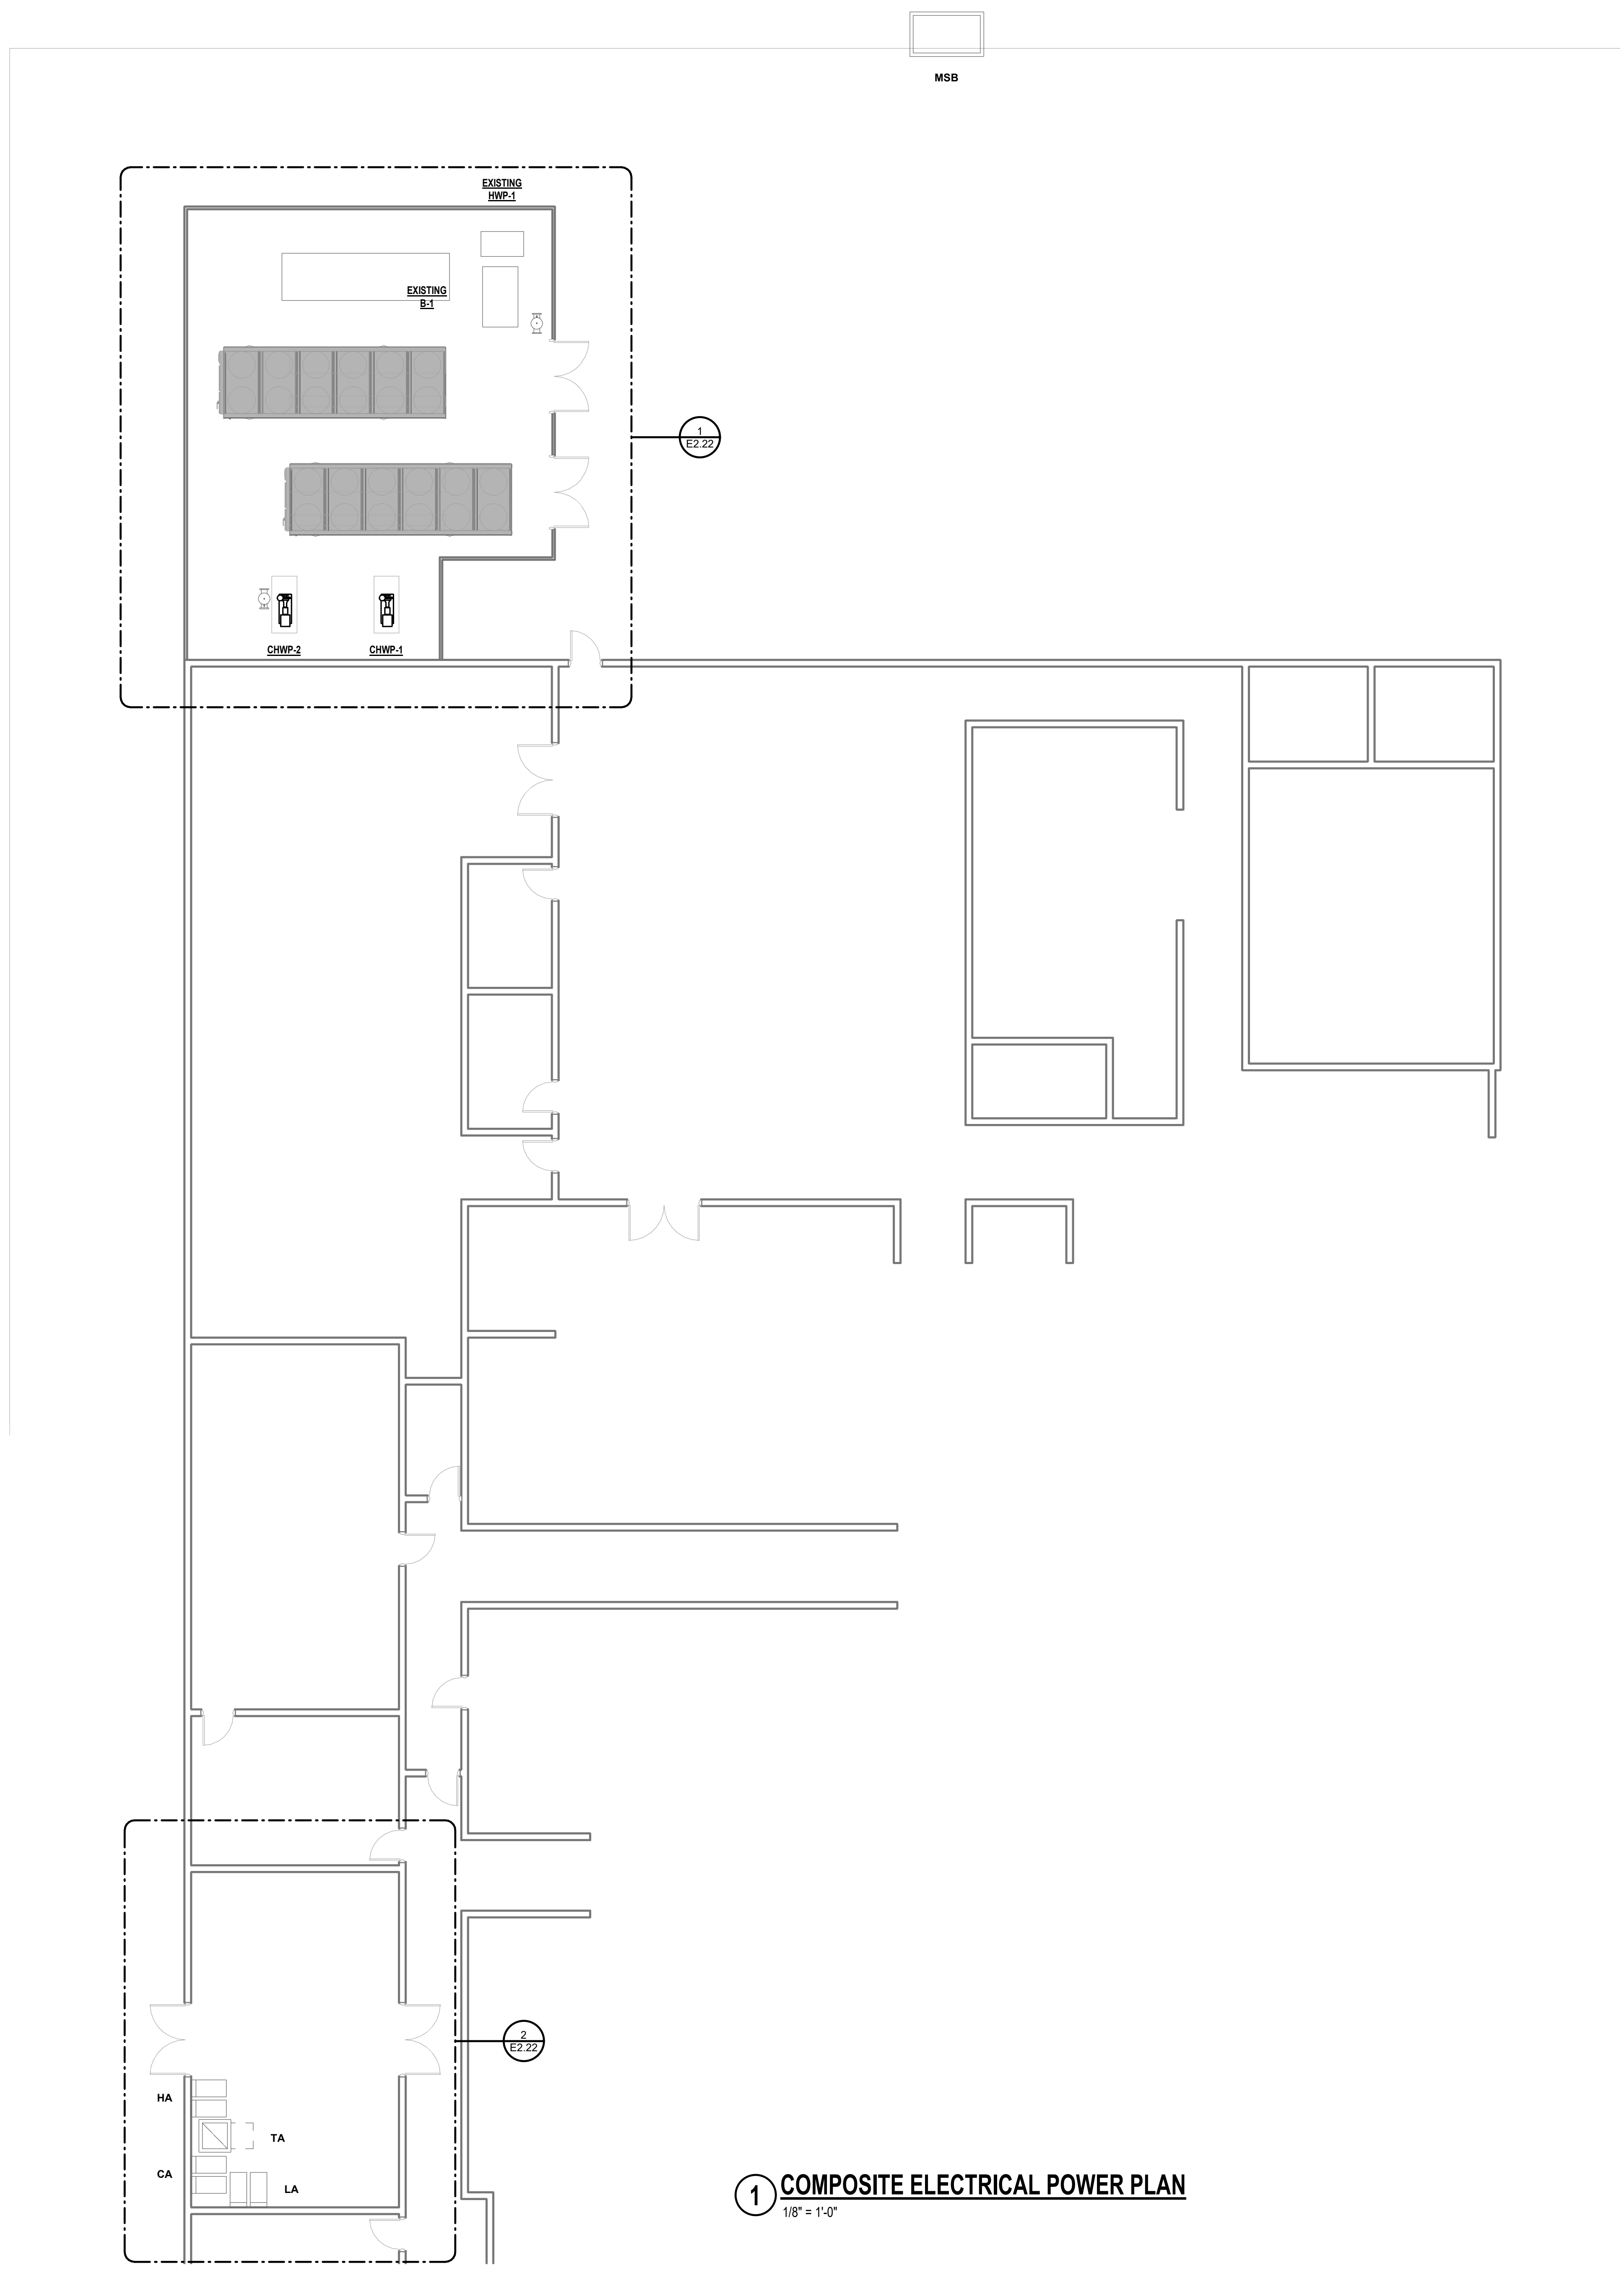 MSB
EXISTING
HWP-1
EXISTING
B-1
1
E2.22
CHWP-2
CHWP-1
2
E2.22
HA
TA
CA
LA
1
COMPOSITE ELECTRICAL POWER PLAN
1/8" = 1'-0"